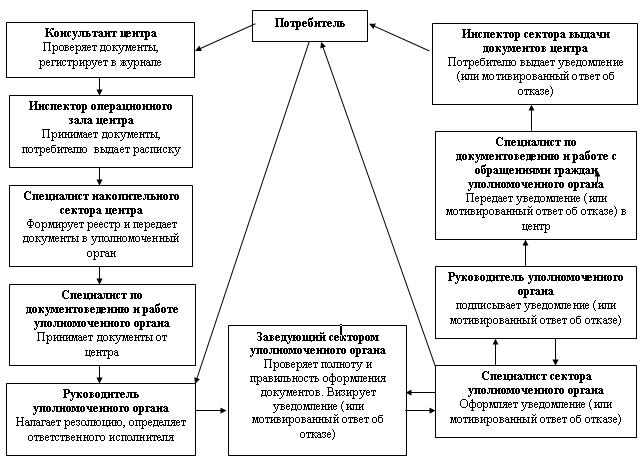 Потребитель
Консультант центра
Проверяет документы,
регистрирует в журнале
Инспектор операционного
зала центра
Принимает документы,
потребителю выдает расписку
Специалист накопительного
сектора центра
Формирует реестр и передает
документы в уполномоченный
орган
Специалист по
документоведению и работе
уполномоченного органа
Принимает документы от
центра
Руководитель
уполномоченного органа
Налагает резолюцию, определяет
ответственного исполнителя
Заведующий сектором
уполномоченного органа
Проверяет полноту и
правильность оформления
документов. Визирует
уведомление (или
мотивированный ответ об
отказе)
Специалист сектора
уполномоченного органа
Оформляет уведомление (или
мотивированный ответ об отказе)
Руководитель уполномоченного
органа
подписывает уведомление (или
мотивированный ответ об отказе)
Специалист по
документоведению и работе с
обращениями граждан
уполномоченного органа
Передает уведомление (или
мотивированный ответ об отказе) в
центр
Инспектор сектора выдачи
документов центра
Потребителю выдает уведомление
(или мотивированный ответ об
отказе)